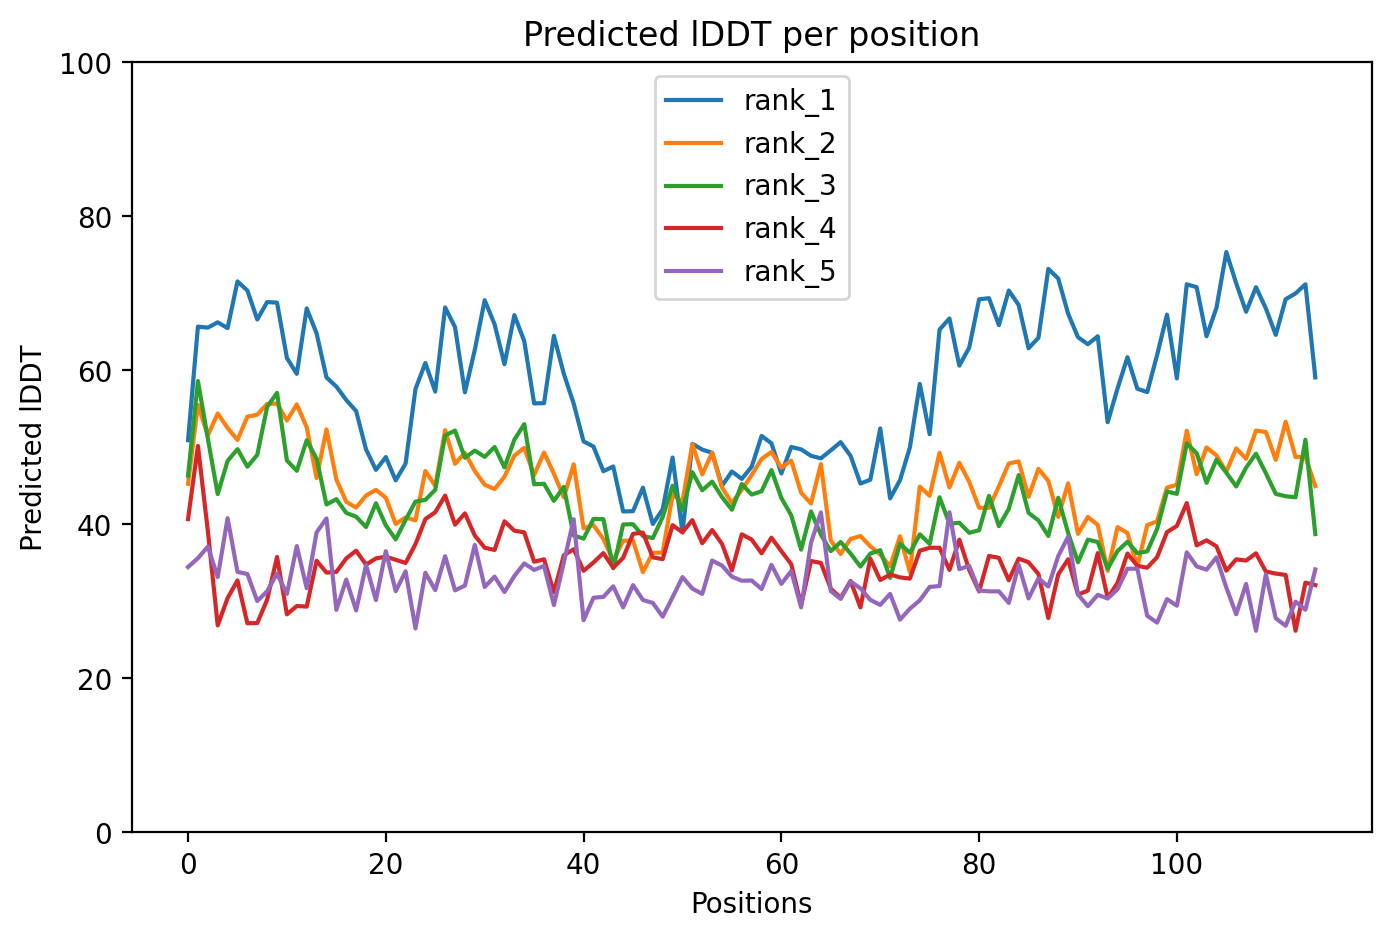 Predicted lDDT per position
100
80
60
40
20
0
Predicted lDDT
rank_1
rank_2
rank_3
rank_4
rank_5
0 20 40 60 80 100
Positions